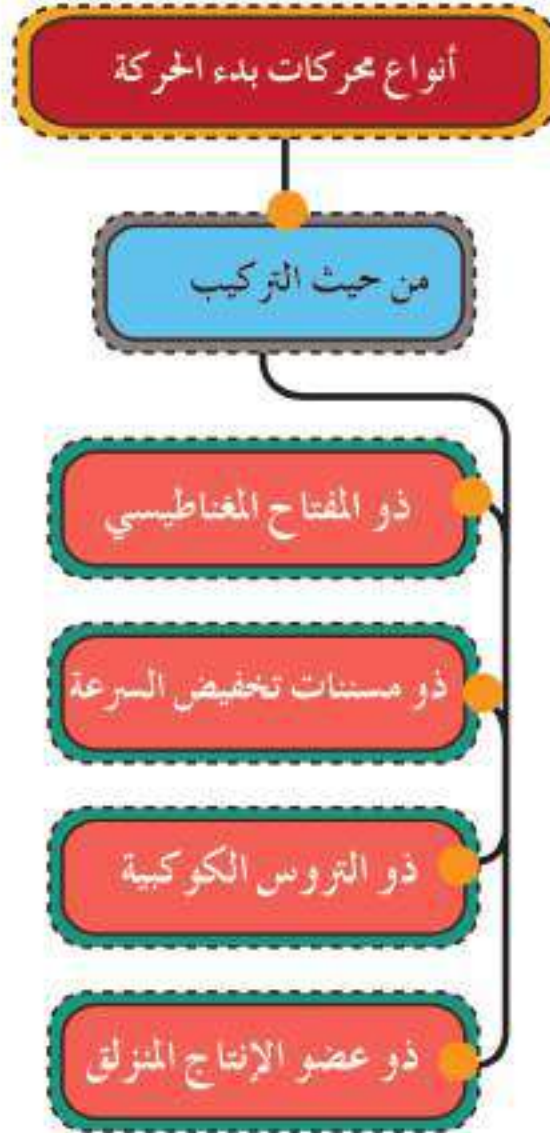 أنواع محركات بدء الحركة
من حيث التركيب
ذو المفتاح المغناطيسي
ذو مسننات تخفيض السرعة
ذو التروس الكوكبية
ذو عضو الإنتاج المنزلق